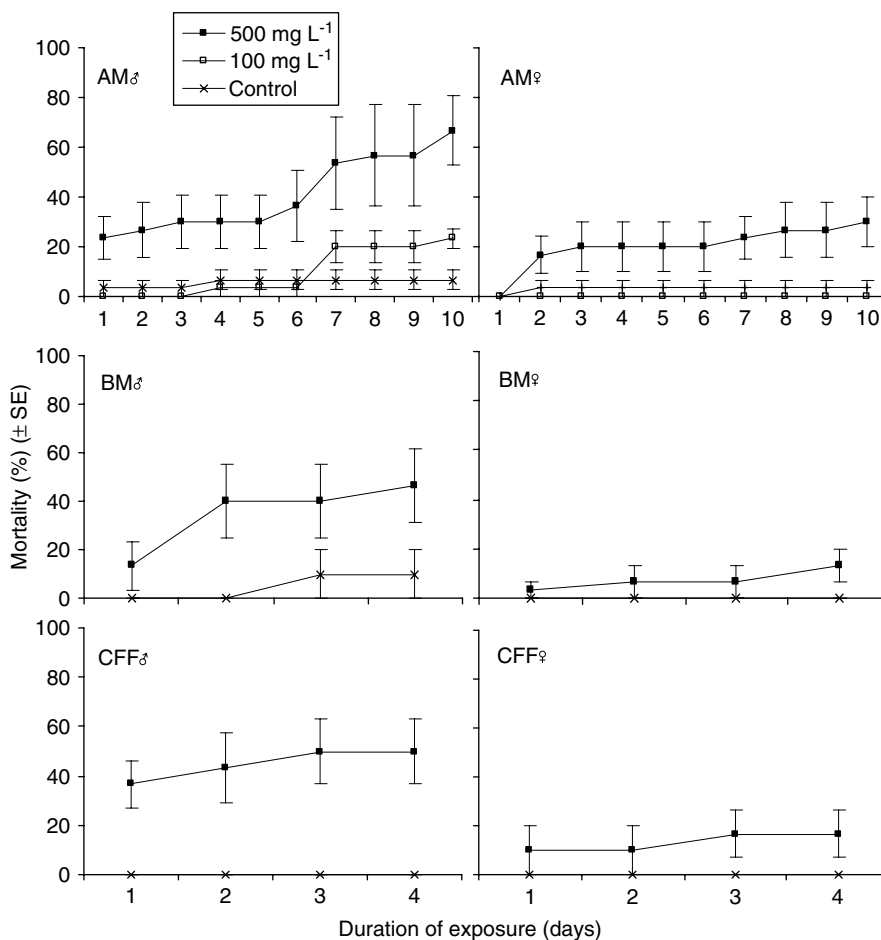 500 mg L⁻¹
100 mg L⁻¹
Control
AM♂
100
80
60
40
20
0
1 2 3 4 5 6 7 8 9 10
AM♀
1 2 3 4 5 6 7 8 9 10
BM♂
100
80
60
40
20
0
BM♀
Mortality (%) (± SE)
CFF♂
100
80
60
40
20
0
1 2 3 4
CFF♀
1 2 3 4
Duration of exposure (days)